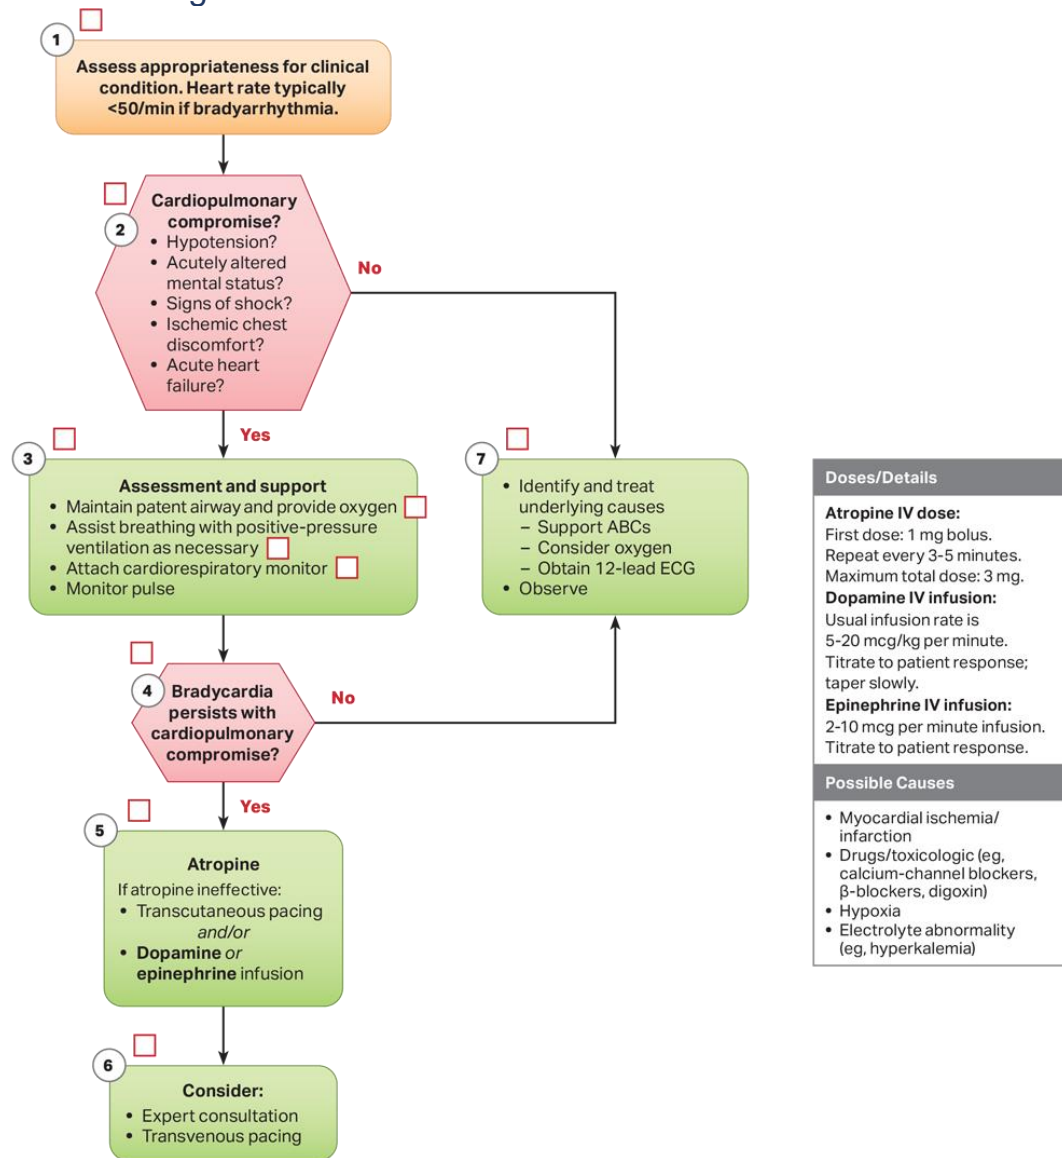 1
Assess appropriateness for clinical
condition. Heart rate typically
<50/min if bradyarrhythmia.
2
Cardiopulmonary
compromise?
• Hypotension?
• Acutely altered
mental status?
• Signs of shock?
• Ischemic chest
discomfort?
• Acute heart
failure?
No
Yes
3
Assessment and support
• Maintain patent airway and provide oxygen
• Assist breathing with positive-pressure
ventilation as necessary
• Attach cardiorespiratory monitor
• Monitor pulse
7
• Identify and treat
underlying causes
– Support ABCs
– Consider oxygen
– Obtain 12-lead ECG
• Observe
4
Bradycardia
persists with
cardiopulmonary
compromise?
No
Yes
5
Atropine
If atropine ineffective:
• Transcutaneous pacing
and/or
• Dopamine or
epinephrine infusion
6
Consider:
• Expert consultation
• Transvenous pacing
Doses/Details
Atropine IV dose:
First dose: 1 mg bolus.
Repeat every 3-5 minutes.
Maximum total dose: 3 mg.
Dopamine IV infusion:
Usual infusion rate is
5-20 mcg/kg per minute.
Titrate to patient response;
taper slowly.
Epinephrine IV infusion:
2-10 mcg per minute infusion.
Titrate to patient response.
Possible Causes
• Myocardial ischemia/
infarction
• Drugs/toxicologic (eg,
calcium-channel blockers,
β-blockers, digoxin)
• Hypoxia
• Electrolyte abnormality
(eg, hyperkalemia)